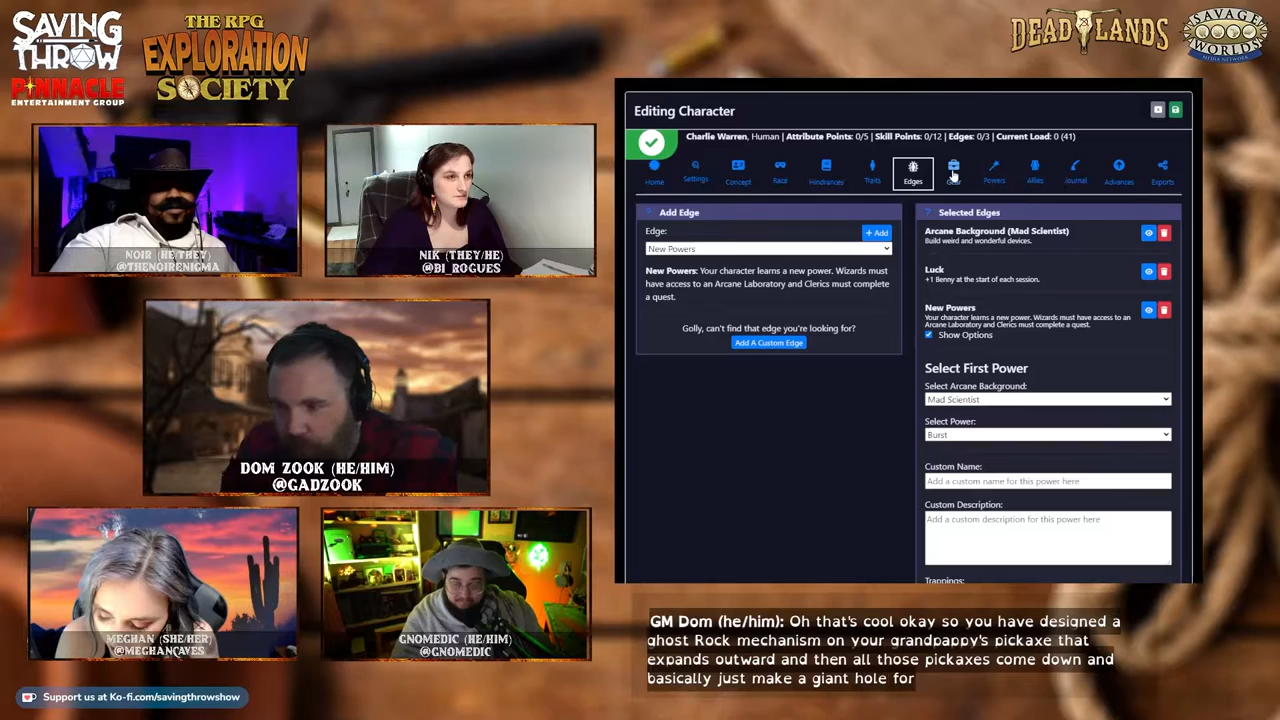 SAVING
THROW
PINNACLE
ENTERTAINMENT GROUP
THE RPG
EXPLORATION
SOCIETY
DEADLANDS
SAVAGE
WORLDS
MEDIA NETWORK
NOIR (HE/THEY)
@THENOIRENIGMA
NIK (THEY/HE)
@BI_ROGUES
DOM ZOOK (HE/HIM)
@GADZOOK
MEGHAN (SHE/HER)
@MEGHANCAVES
GNOMEDIC (HE/HIM)
@GNOMEDIC
Support us at Ko-fi.com/savingthrowshow
Editing Character
Charlie Warren, Human | Attribute Points: 0/5 | Skill Points: 0/12 | Edges: 0/3 | Current Load: 0 (41)
Home Settings Concept Race Hindrances Traits Edges Gear Powers Allies Journal Advances Exports
Add Edge
Edge:
+ Add
New Powers
New Powers: Your character learns a new power. Wizards must
have access to an Arcane Laboratory and Clerics must complete
a quest.
Golly, can't find that edge you're looking for?
Add A Custom Edge
Selected Edges
Arcane Background (Mad Scientist)
Build weird and wonderful devices.
Luck
+1 Benny at the start of each session.
New Powers
Your character learns a new power. Wizards must have access to an
Arcane Laboratory and Clerics must complete a quest.
Show Options
Select First Power
Select Arcane Background:
Mad Scientist
Select Power:
Burst
Custom Name:
Add a custom name for this power here
Custom Description:
Add a custom description for this power here
Trappings:
GM Dom (he/him): Oh that's cool okay so you have designed a
ghost Rock mechanism on your grandpappy's pickaxe that
expands outward and then all those pickaxes come down and
basically just make a giant hole for